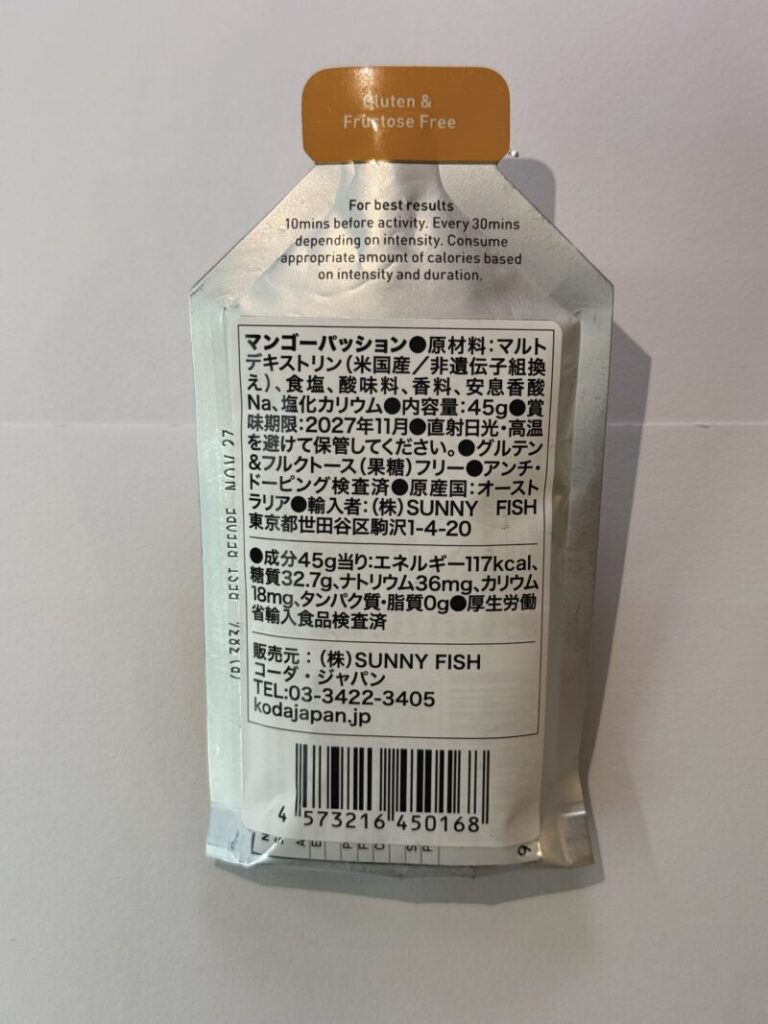 Gluten &
Fructose Free
For best results
10mins before activity. Every 30mins
depending on intensity. Consume
appropriate amount of calories based
on intensity and duration.
マンゴーパッション●原材料：マルト
デキストリン（米国産／非遺伝子組換
え）、食塩、酸味料、香料、安息香酸
Na、塩化カリウム●内容量：45g●賞
味期限：2027年11月●直射日光・高温
を避けて保管してください。●グルテン
&フルクトース（果糖）フリー●アンチ・
ドーピング検査済●原産国：オースト
ラリア●輸入者：（株）SUNNY FISH
東京都世田谷区駒沢1-4-20
●成分45g当り：エネルギー117kcal、
糖質32.7g、ナトリウム36mg、カリウム
18mg、タンパク質・脂質0g●厚生労働
省輸入食品検査済
販売元：（株）SUNNY FISH
コーダ・ジャパン
TEL:03-3422-3405
kodajapan.jp
4 573216 450168
BEST BEFORE NOV 27